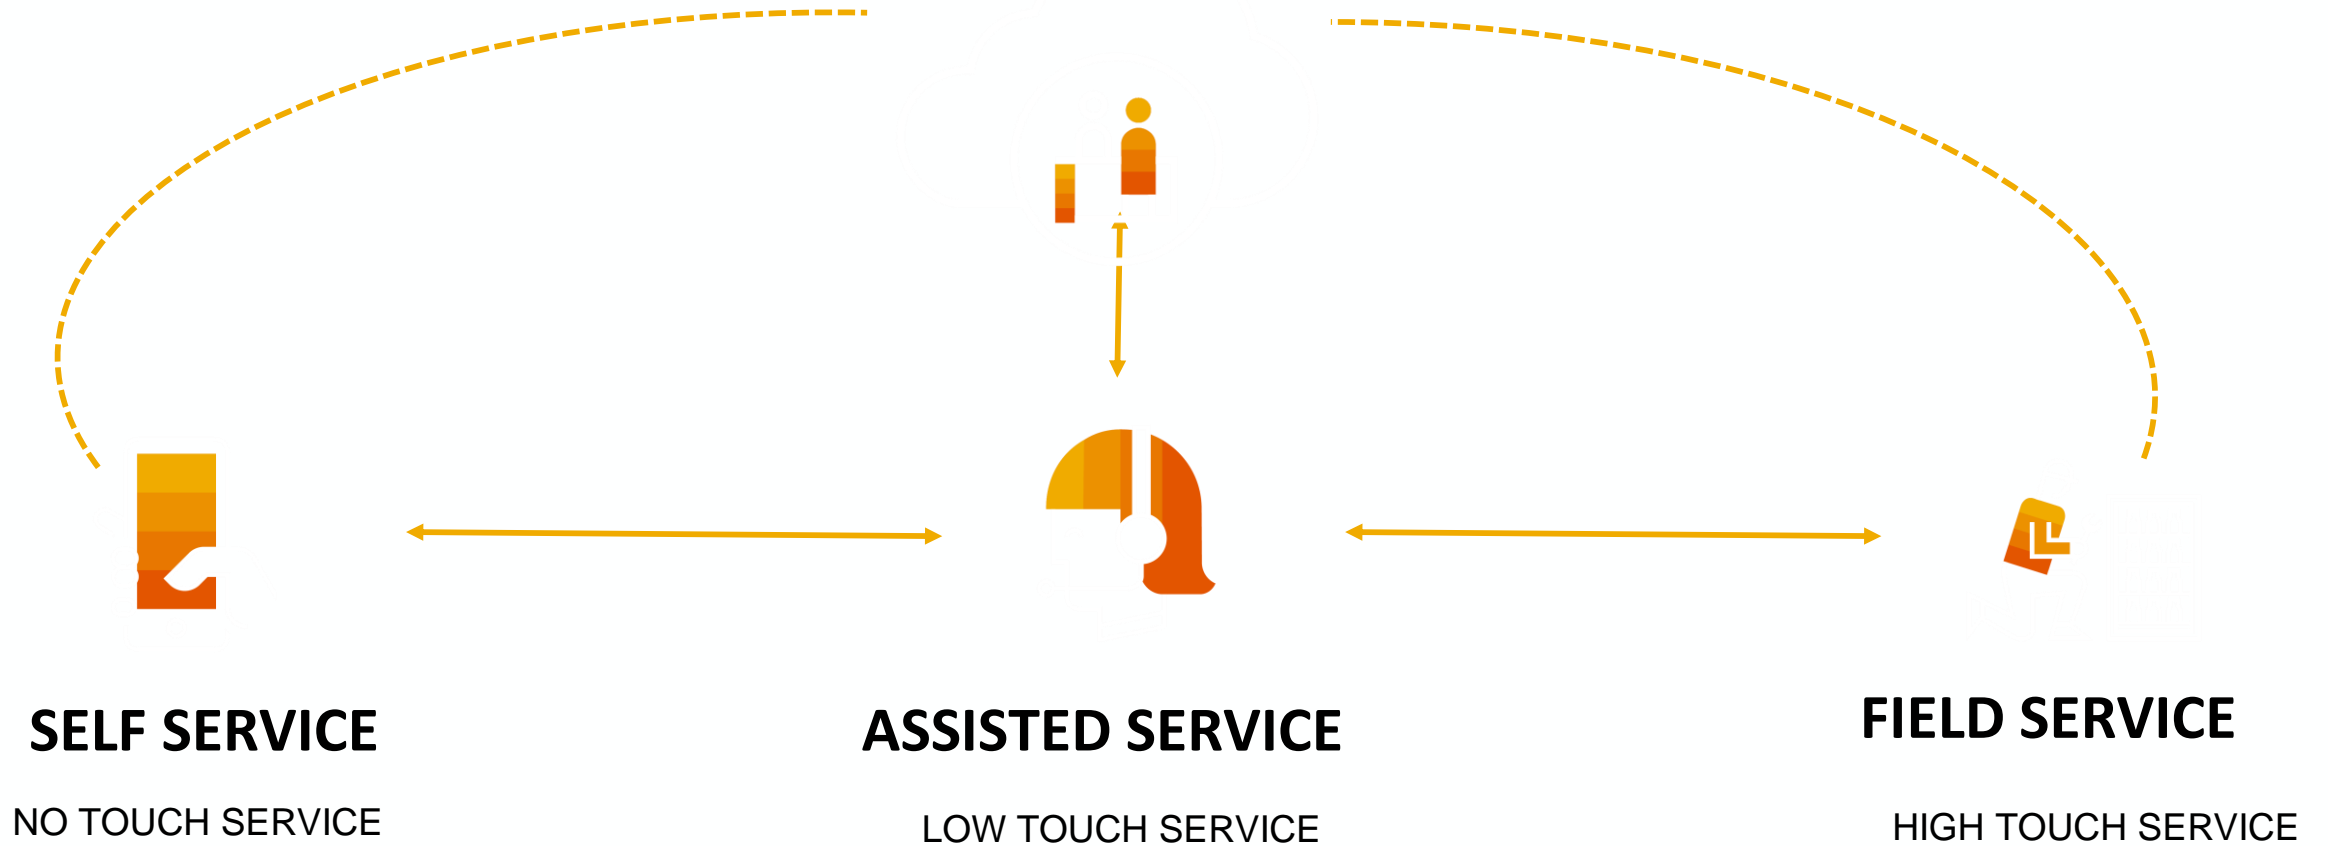 SELF SERVICE
ASSISTED SERVICE
FIELD SERVICE
NO TOUCH SERVICE
LOW TOUCH SERVICE
HIGH TOUCH SERVICE